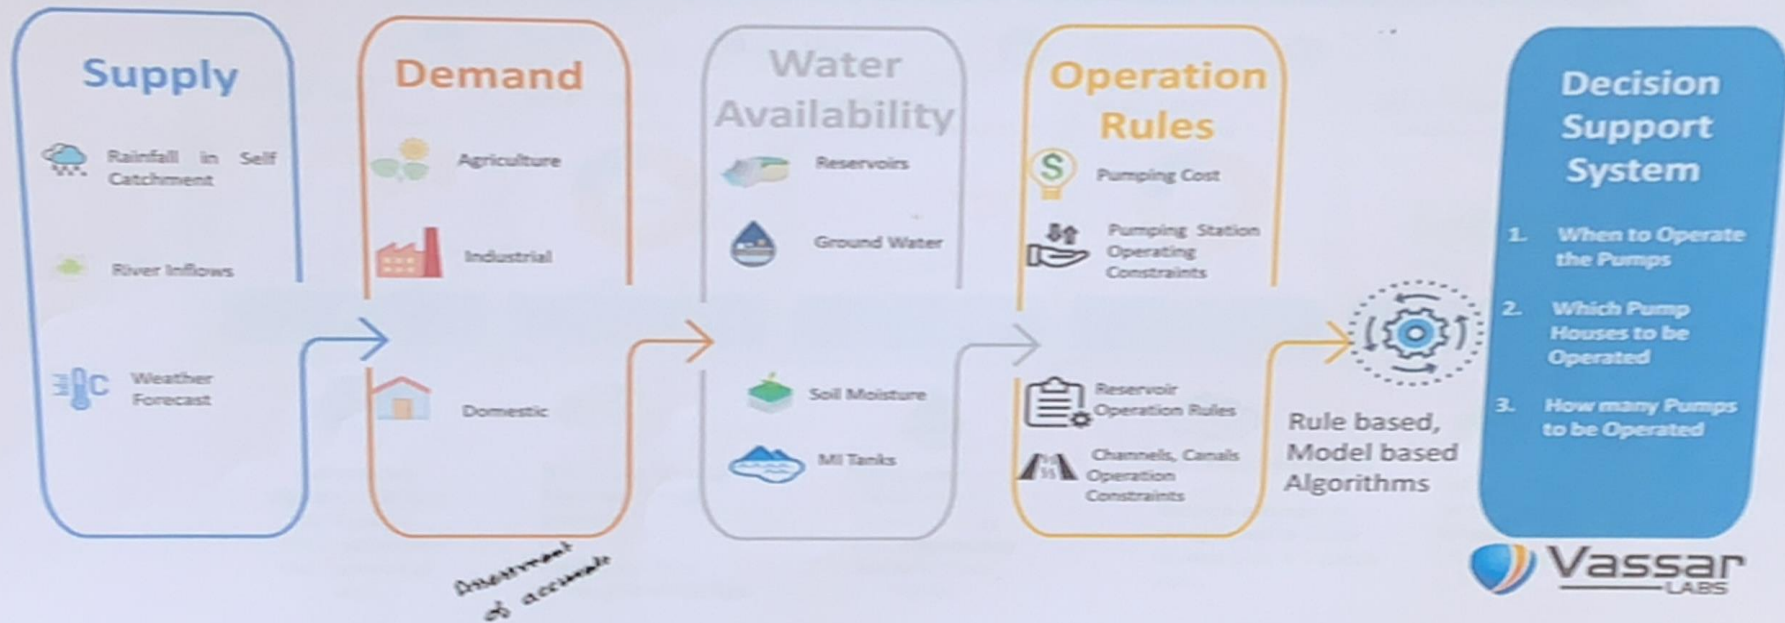 Supply
Rainfall in Self
Catchment
River Inflows
Weather
Forecast
Demand
Agriculture
Industrial
Domestic
Water
Availability
Reservoirs
Ground Water
Soil Moisture
MI Tanks
Operation
Rules
$
Pumping Cost
Pumping Station
Operating
Constraints
Reservoir
Operation Rules
Channels, Canals
Operation
Constraints
Rule based,
Model based
Algorithms
Decision
Support
System
1. When to Operate
the Pumps
2. Which Pump
Houses to be
Operated
3. How many Pumps
to be Operated
°C
Assessment
of
Vassar
LABS